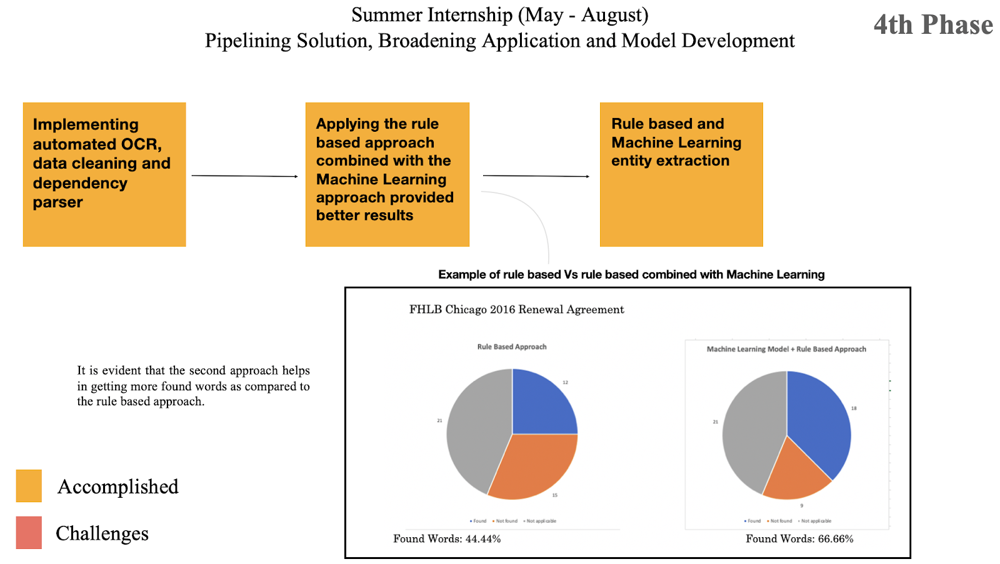 Summer Internship (May - August)
Pipelining Solution, Broadening Application and Model Development
4th Phase
Implementing
automated OCR,
data cleaning and
dependency
parser
Applying the rule
based approach
combined with the
Machine Learning
approach provided
better results
Rule based and
Machine Learning
entity extraction
Example of rule based Vs rule based combined with Machine Learning
FHLB Chicago 2016 Renewal Agreement
Rule Based Approach
12
21
15
Found Not found Not applicable
Found Words: 44.44%
Machine Learning Model + Rule Based Approach
18
21
9
Found Not found Not applicable
Found Words: 66.66%
It is evident that the second approach helps
in getting more found words as compared to
the rule based approach.
Accomplished
Challenges